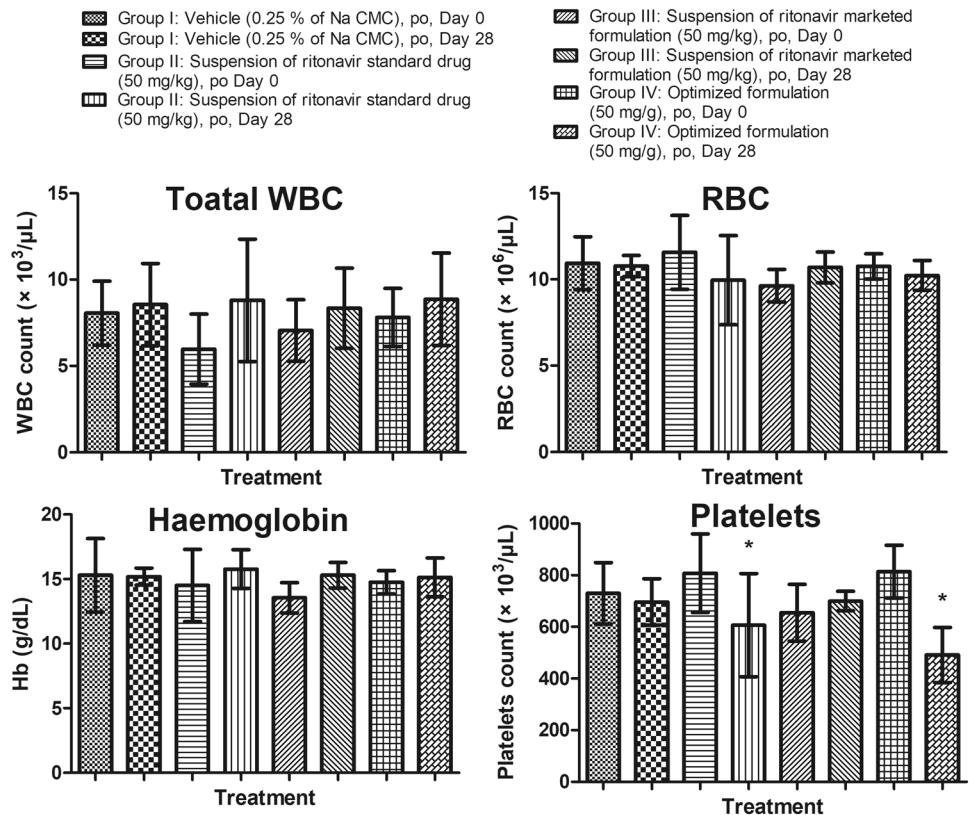 Group I: Vehicle (0.25 % of Na CMC), po, Day 0
Group I: Vehicle (0.25 % of Na CMC), po, Day 28
Group II: Suspension of ritonavir standard drug
(50 mg/kg), po Day 0
Group II: Suspension of ritonavir standard drug
(50 mg/kg), po, Day 28
Group III: Suspension of ritonavir marketed
formulation (50 mg/kg), po, Day 0
Group III: Suspension of ritonavir marketed
formulation (50 mg/kg), po, Day 28
Group IV: Optimized formulation
(50 mg/g), po, Day 0
Group IV: Optimized formulation
(50 mg/g), po, Day 28
Toatal WBC
WBC count (× 10³/µL)
15
10
5
0
Treatment
RBC
RBC count (× 10⁶/µL)
15
10
5
0
Treatment
Haemoglobin
Hb (g/dL)
20
15
10
5
0
Treatment
Platelets
Platelets count (× 10³/µL)
1000
800
600
400
200
0
*
*
Treatment